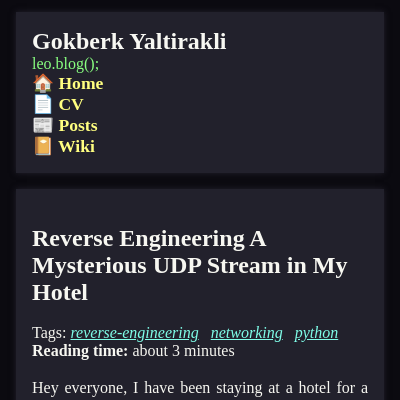 Gokberk Yaltirakli
leo.blog();
🏠 Home
📄 CV
📰 Posts
📔 Wiki
Reverse Engineering A
Mysterious UDP Stream in My
Hotel
Tags: reverse-engineering networking python
Reading time: about 3 minutes
Hey everyone, I have been staying at a hotel for a